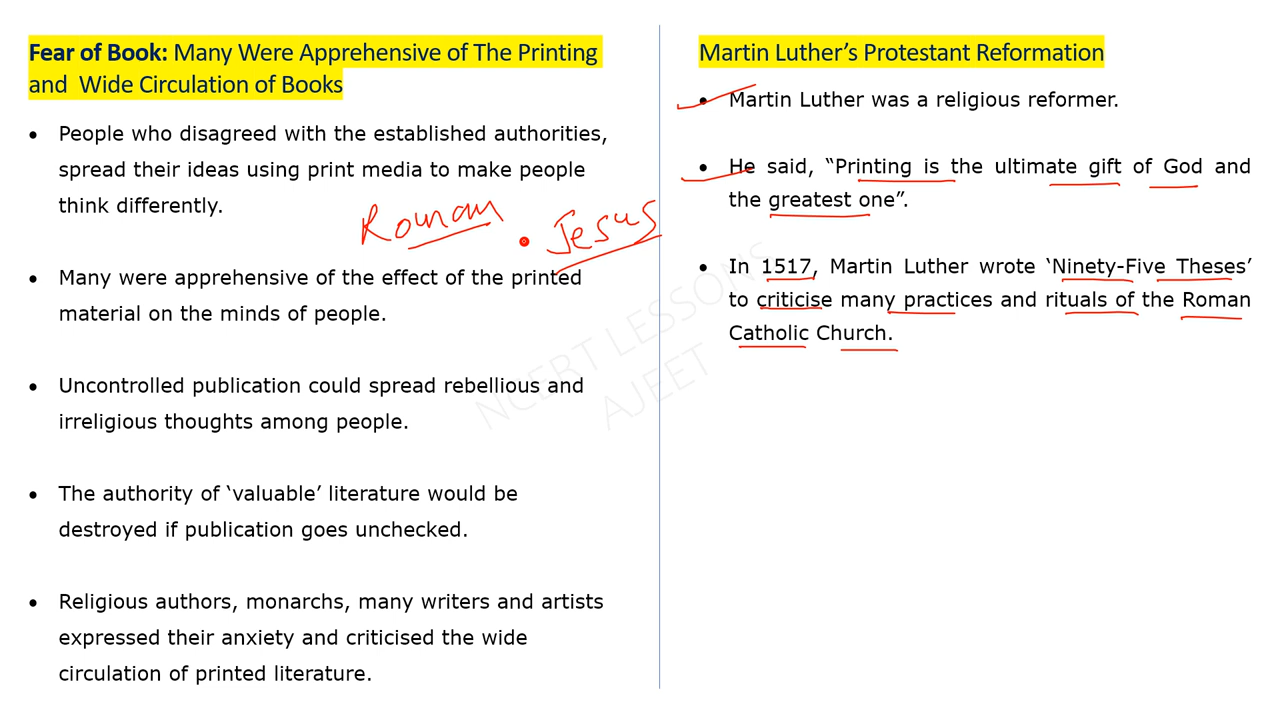 Fear of Book: Many Were Apprehensive of The Printing
and Wide Circulation of Books
• People who disagreed with the established authorities,
spread their ideas using print media to make people
think differently.
Roman
Jesus
• Many were apprehensive of the effect of the printed
material on the minds of people.
• Uncontrolled publication could spread rebellious and
irreligious thoughts among people.
• The authority of ‘valuable’ literature would be
destroyed if publication goes unchecked.
• Religious authors, monarchs, many writers and artists
expressed their anxiety and criticised the wide
circulation of printed literature.
Martin Luther’s Protestant Reformation
• Martin Luther was a religious reformer.
• He said, “Printing is the ultimate gift of God and
the greatest one”.
• In 1517, Martin Luther wrote ‘Ninety-Five Theses’
to criticise many practices and rituals of the Roman
Catholic Church.
NCERT LESSONS
AJEET